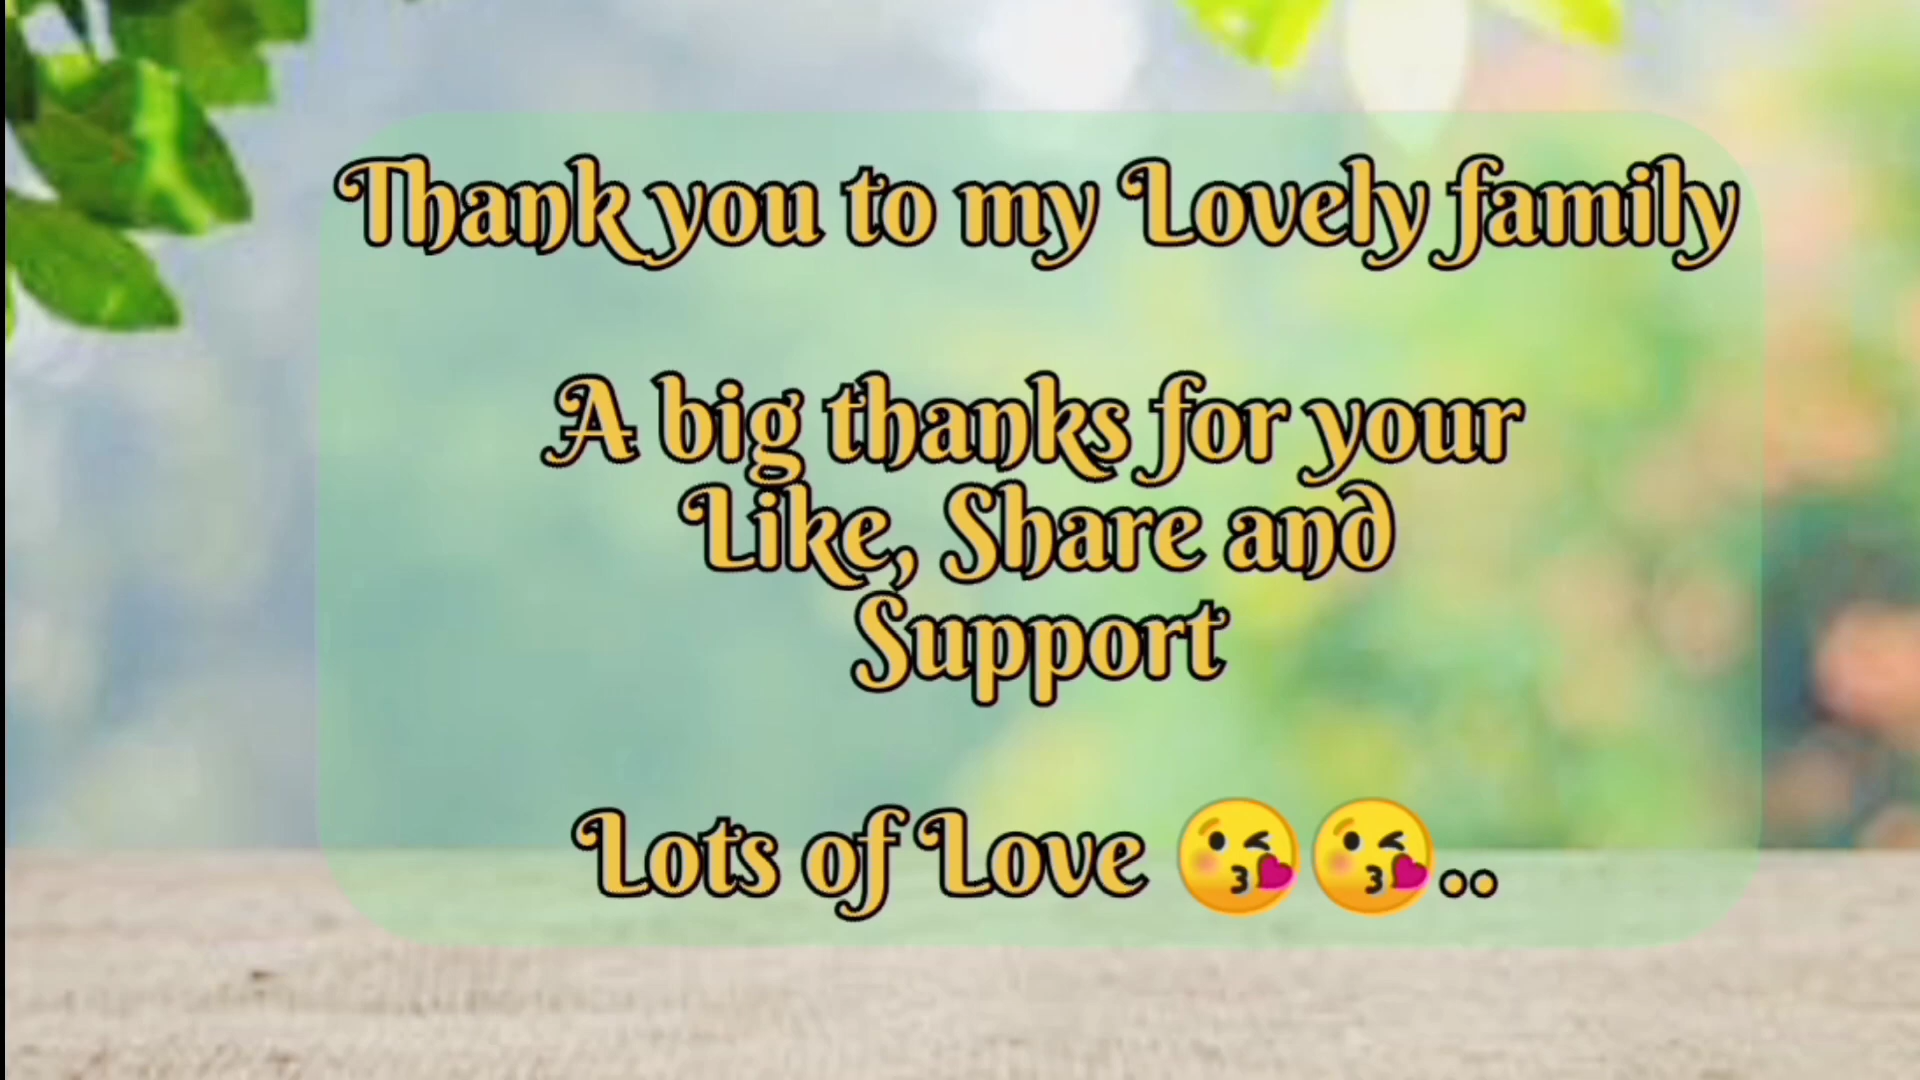 Thank you to my Lovely family
A big thanks for your
Like, Share and
Support
Lots of Love 😘😘..